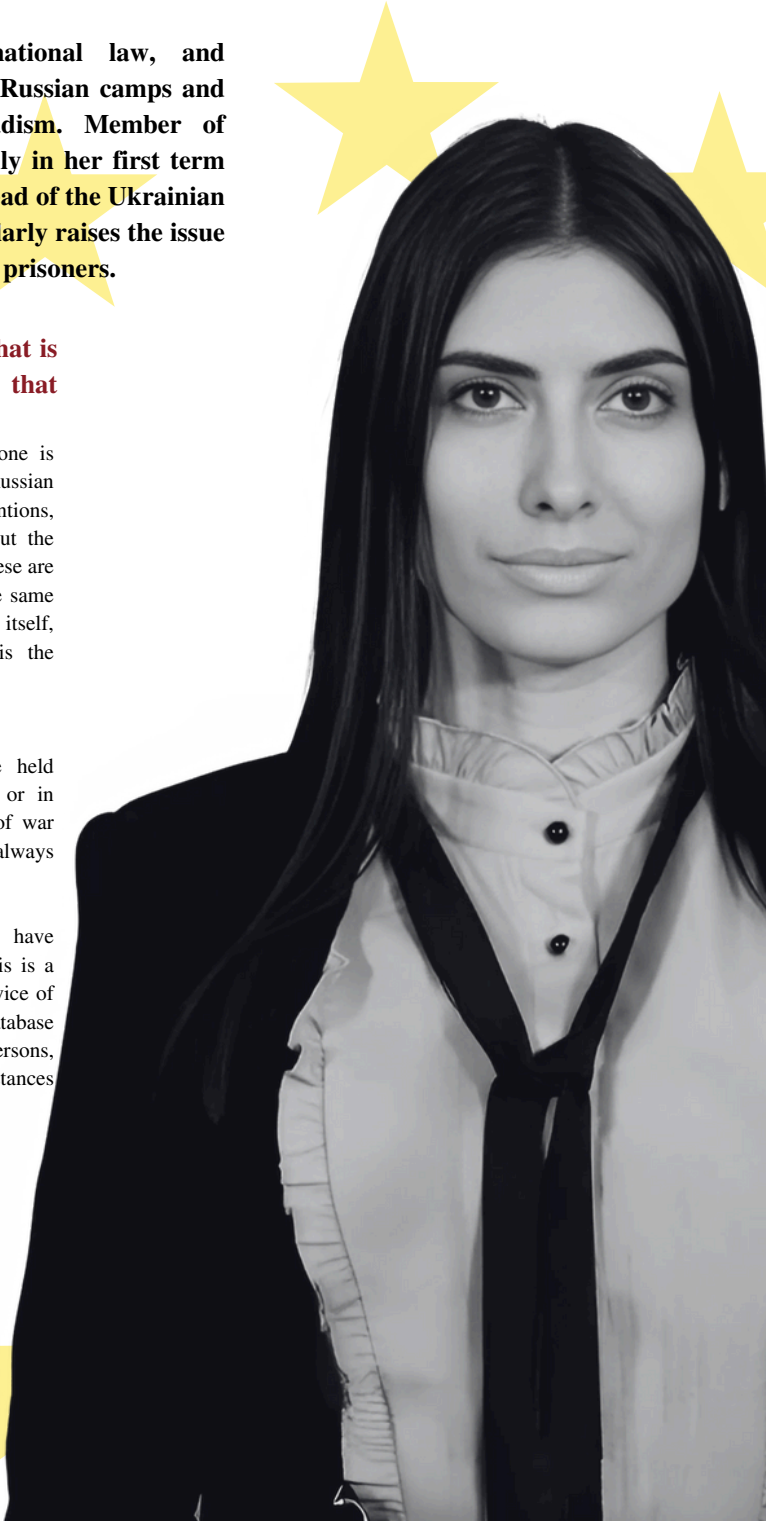 national law, and
Russian camps and
dism. Member of
ly in her first term
ad of the Ukrainian
larly raises the issue
prisoners.
hat is
that
one is
ussian
ntions,
ut the
ese are
e same
itself,
is the
e held
or in
of war
always
have
is is a
vice of
tabase
ersons,
tances